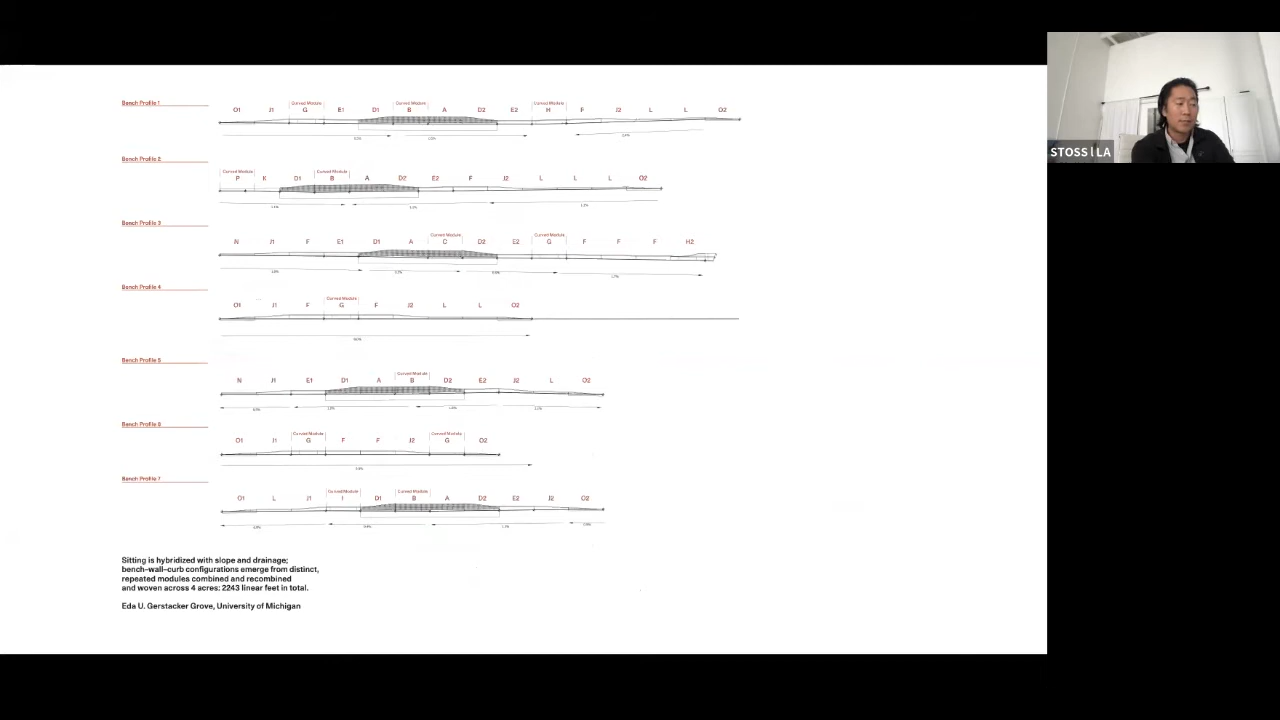 Bench Profile 1
Curved Module Curved Module Curved Module
O1 J1 G E1 D1 B A D2 E2 H F J2 L L O2
Bench Profile 2
Curved Module Curved Module
P K D1 B A D2 E2 F J2 L L L O2
Bench Profile 3
Curved Module Curved Module
N J1 F E1 D1 A C D2 E2 G F F F H2
Bench Profile 4
Curved Module
O1 J1 F G F J2 L L O2
Bench Profile 5
Curved Module
N J1 E1 D1 A B D2 E2 J2 L O2
Bench Profile 6
Curved Module Curved Module
O1 J1 G F F J2 G O2
Bench Profile 7
Curved Module Curved Module
O1 L J1 I D1 B A D2 E2 J2 O2
Sitting is hybridized with slope and drainage;
bench-wall-curb configurations emerge from distinct,
repeated modules combined and recombined
and woven across 4 acres: 2243 linear feet in total.
Eda U. Gerstacker Grove, University of Michigan
STOSS | LA